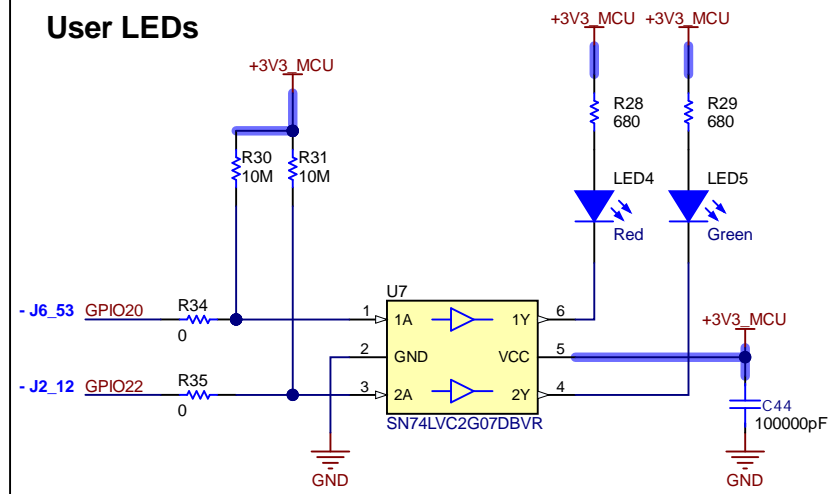 User LEDs
+3V3_MCU
+3V3_MCU
+3V3_MCU
R28
680
R29
680
R30
10M
R31
10M
LED4
Red
LED5
Green
- J6_53 GPIO20
R34
0
U7
1 1A 1Y 6
2 GND VCC 5
3 2A 2Y 4
SN74LVC2G07DBVR
- J2_12 GPIO22
R35
0
+3V3_MCU
C44
100000pF
GND
GND